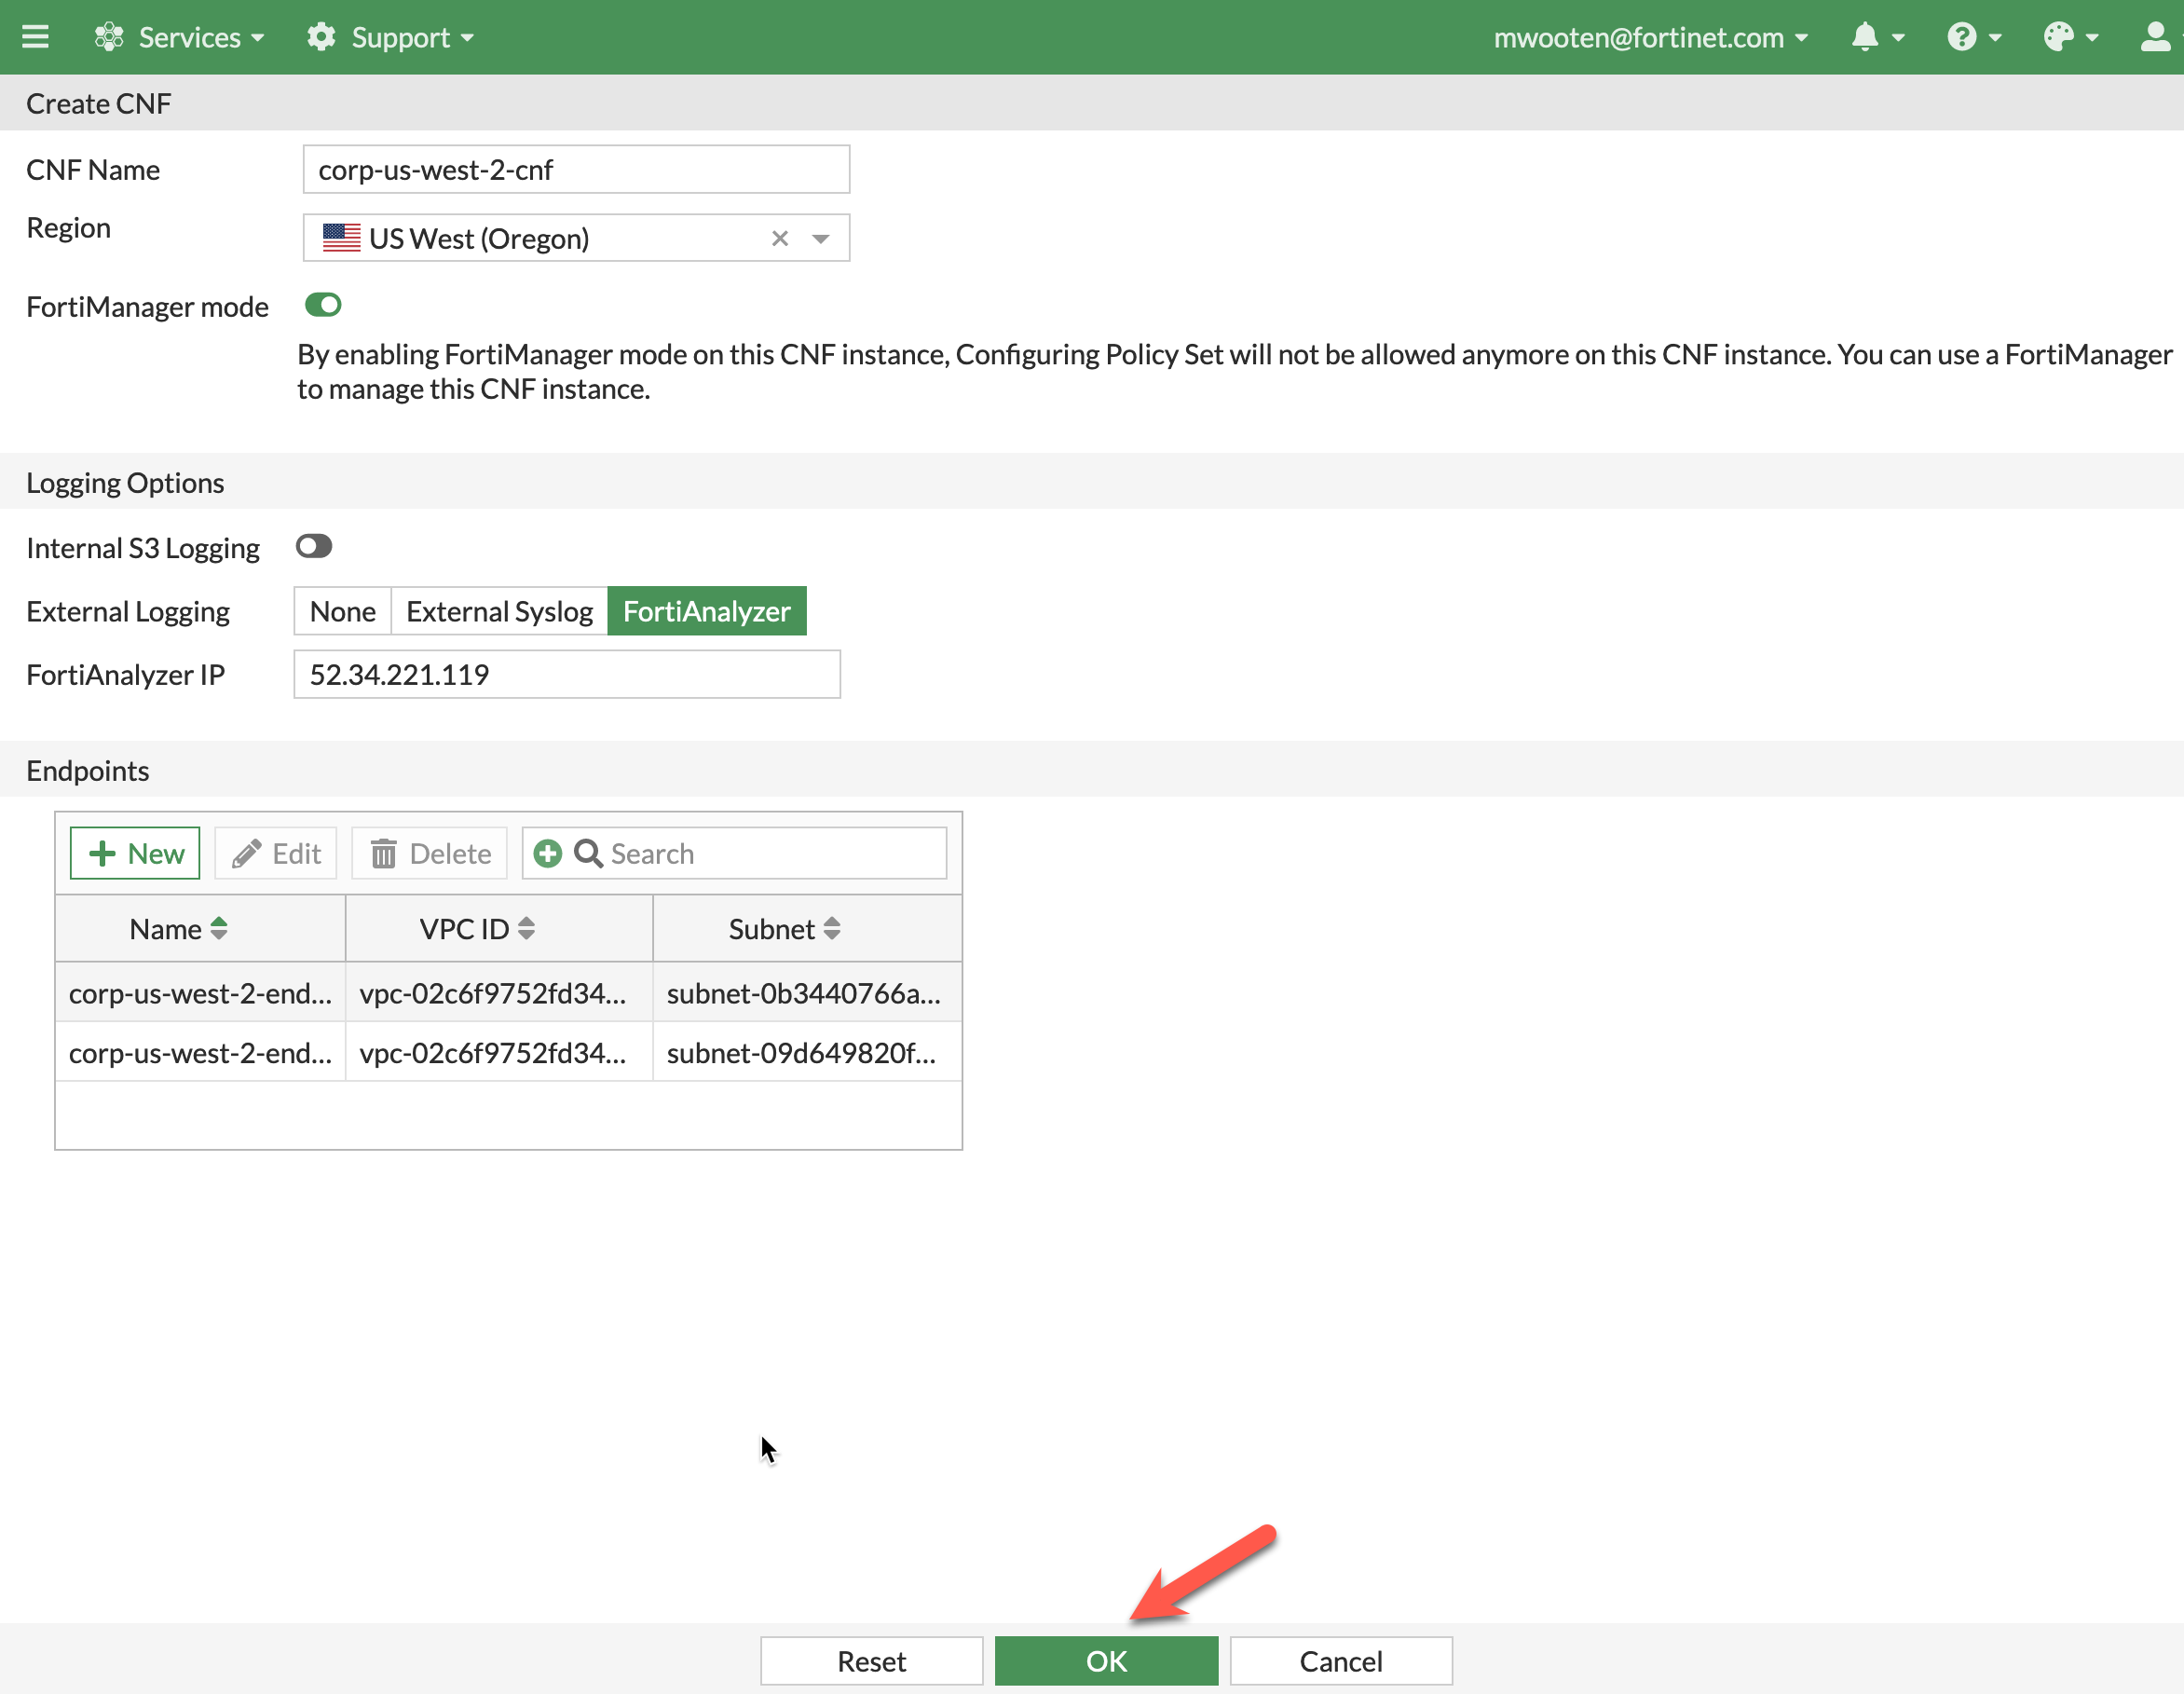 Services Support mwooten@fortinet.com
Create CNF
CNF Name corp-us-west-2-cnf
Region US West (Oregon)
FortiManager mode
By enabling FortiManager mode on this CNF instance, Configuring Policy Set will not be allowed anymore on this CNF instance. You can use a FortiManager
to manage this CNF instance.
Logging Options
Internal S3 Logging
External Logging None External Syslog FortiAnalyzer
FortiAnalyzer IP 52.34.221.119
Endpoints
New Edit Delete Search
Name VPC ID Subnet
corp-us-west-2-end... vpc-02c6f9752fd34... subnet-0b3440766a...
corp-us-west-2-end... vpc-02c6f9752fd34... subnet-09d649820f...
Reset OK Cancel